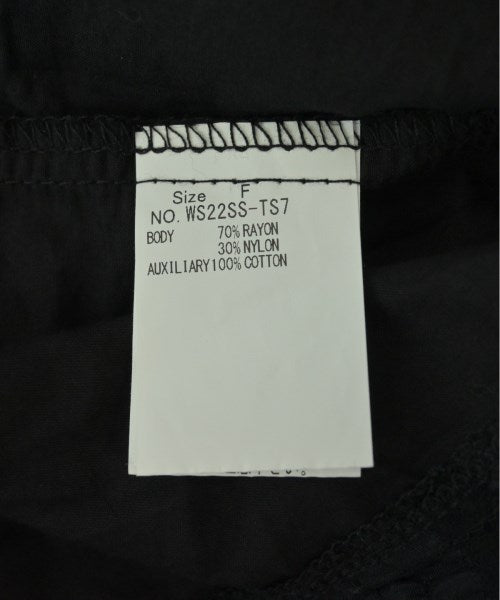 Size F
NO. WS22SS-TS7
BODY 70% RAYON
30% NYLON
AUXILIARY 100% COTTON